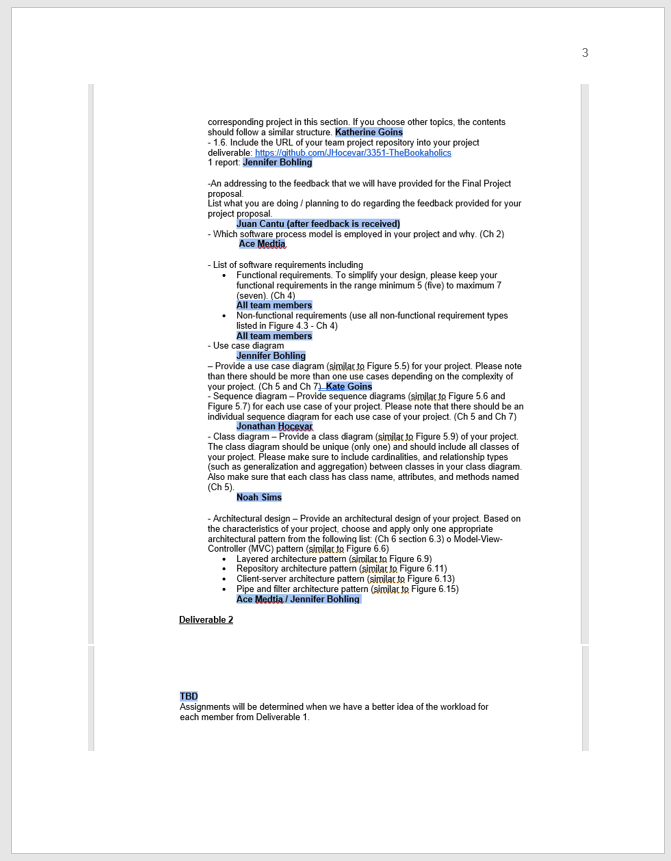 3
corresponding project in this section. If you choose other topics, the contents
should follow a similar structure. Katherine Goins
- 1.6. Include the URL of your team project repository into your project
deliverable: https://github.com/JHocevar/3351-TheBookaholics
1 report: Jennifer Bohling
-An addressing to the feedback that we will have provided for the Final Project
proposal.
List what you are doing / planning to do regarding the feedback provided for your
project proposal.
Juan Cantu (after feedback is received)
- Which software process model is employed in your project and why. (Ch 2)
Ace Medtia
- List of software requirements including
• Functional requirements. To simplify your design, please keep your
functional requirements in the range minimum 5 (five) to maximum 7
(seven). (Ch 4)
All team members
• Non-functional requirements (use all non-functional requirement types
listed in Figure 4.3 - Ch 4)
All team members
- Use case diagram
Jennifer Bohling
– Provide a use case diagram (similar to Figure 5.5) for your project. Please note
than there should be more than one use cases depending on the complexity of
your project. (Ch 5 and Ch 7) Kate Goins
- Sequence diagram – Provide sequence diagrams (similar to Figure 5.6 and
Figure 5.7) for each use case of your project. Please note that there should be an
individual sequence diagram for each use case of your project. (Ch 5 and Ch 7)
Jonathan Hocevar
- Class diagram – Provide a class diagram (similar to Figure 5.9) of your project.
The class diagram should be unique (only one) and should include all classes of
your project. Please make sure to include cardinalities, and relationship types
(such as generalization and aggregation) between classes in your class diagram.
Also make sure that each class has class name, attributes, and methods named
(Ch 5).
Noah Sims
- Architectural design – Provide an architectural design of your project. Based on
the characteristics of your project, choose and apply only one appropriate
architectural pattern from the following list: (Ch 6 section 6.3) o Model-View-
Controller (MVC) pattern (similar to Figure 6.6)
• Layered architecture pattern (similar to Figure 6.9)
• Repository architecture pattern (similar to Figure 6.11)
• Client-server architecture pattern (similar to Figure 6.13)
• Pipe and filter architecture pattern (similar to Figure 6.15)
Ace Medtia / Jennifer Bohling
Deliverable 2
TBD
Assignments will be determined when we have a better idea of the workload for
each member from Deliverable 1.